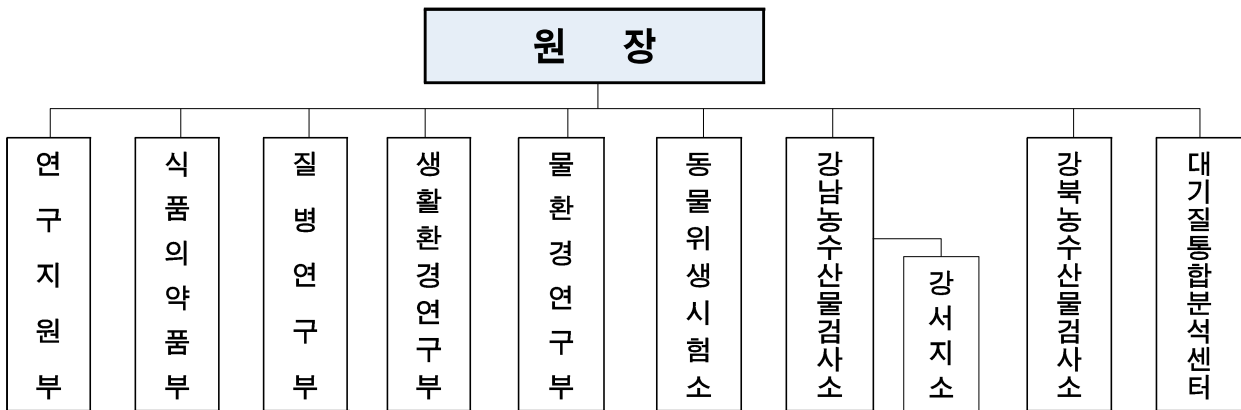 원 장
연구지원부
식품의약품부
질병연구부
생활환경연구부
물환경연구부
동물위생시험소
강남농수산물검사소
강서지소
강북농수산물검사소
대기질통합분석센터